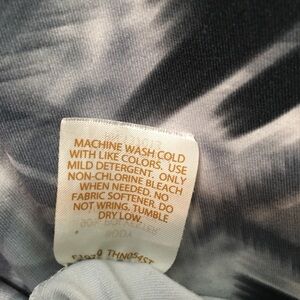 MACHINE WASH COLD
WITH LIKE COLORS. USE
MILD DETERGENT. ONLY
NON-CHLORINE BLEACH
WHEN NEEDED. NO
FABRIC SOFTENER. DO
NOT WRING. TUMBLE
DRY LOW.
THN054ST